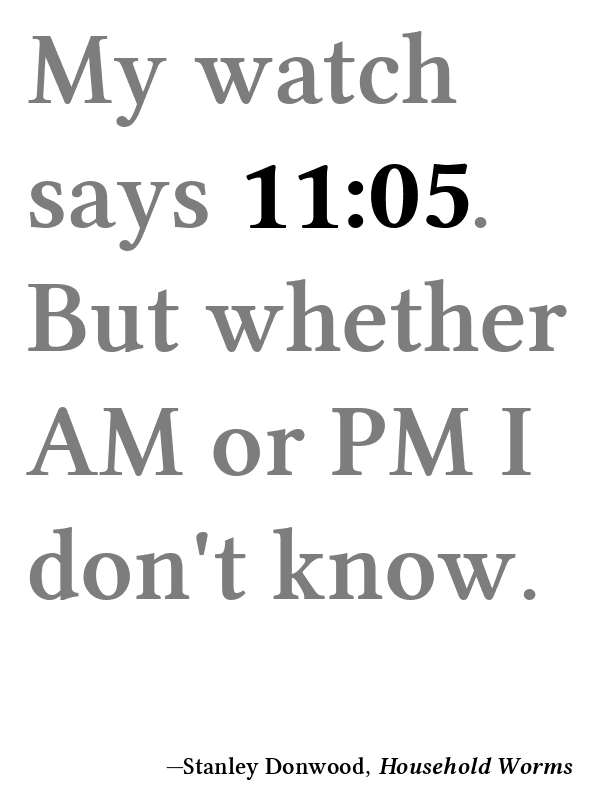 My watch
says 11:05.
But whether
AM or PM I
don't know.
—Stanley Donwood, Household Worms